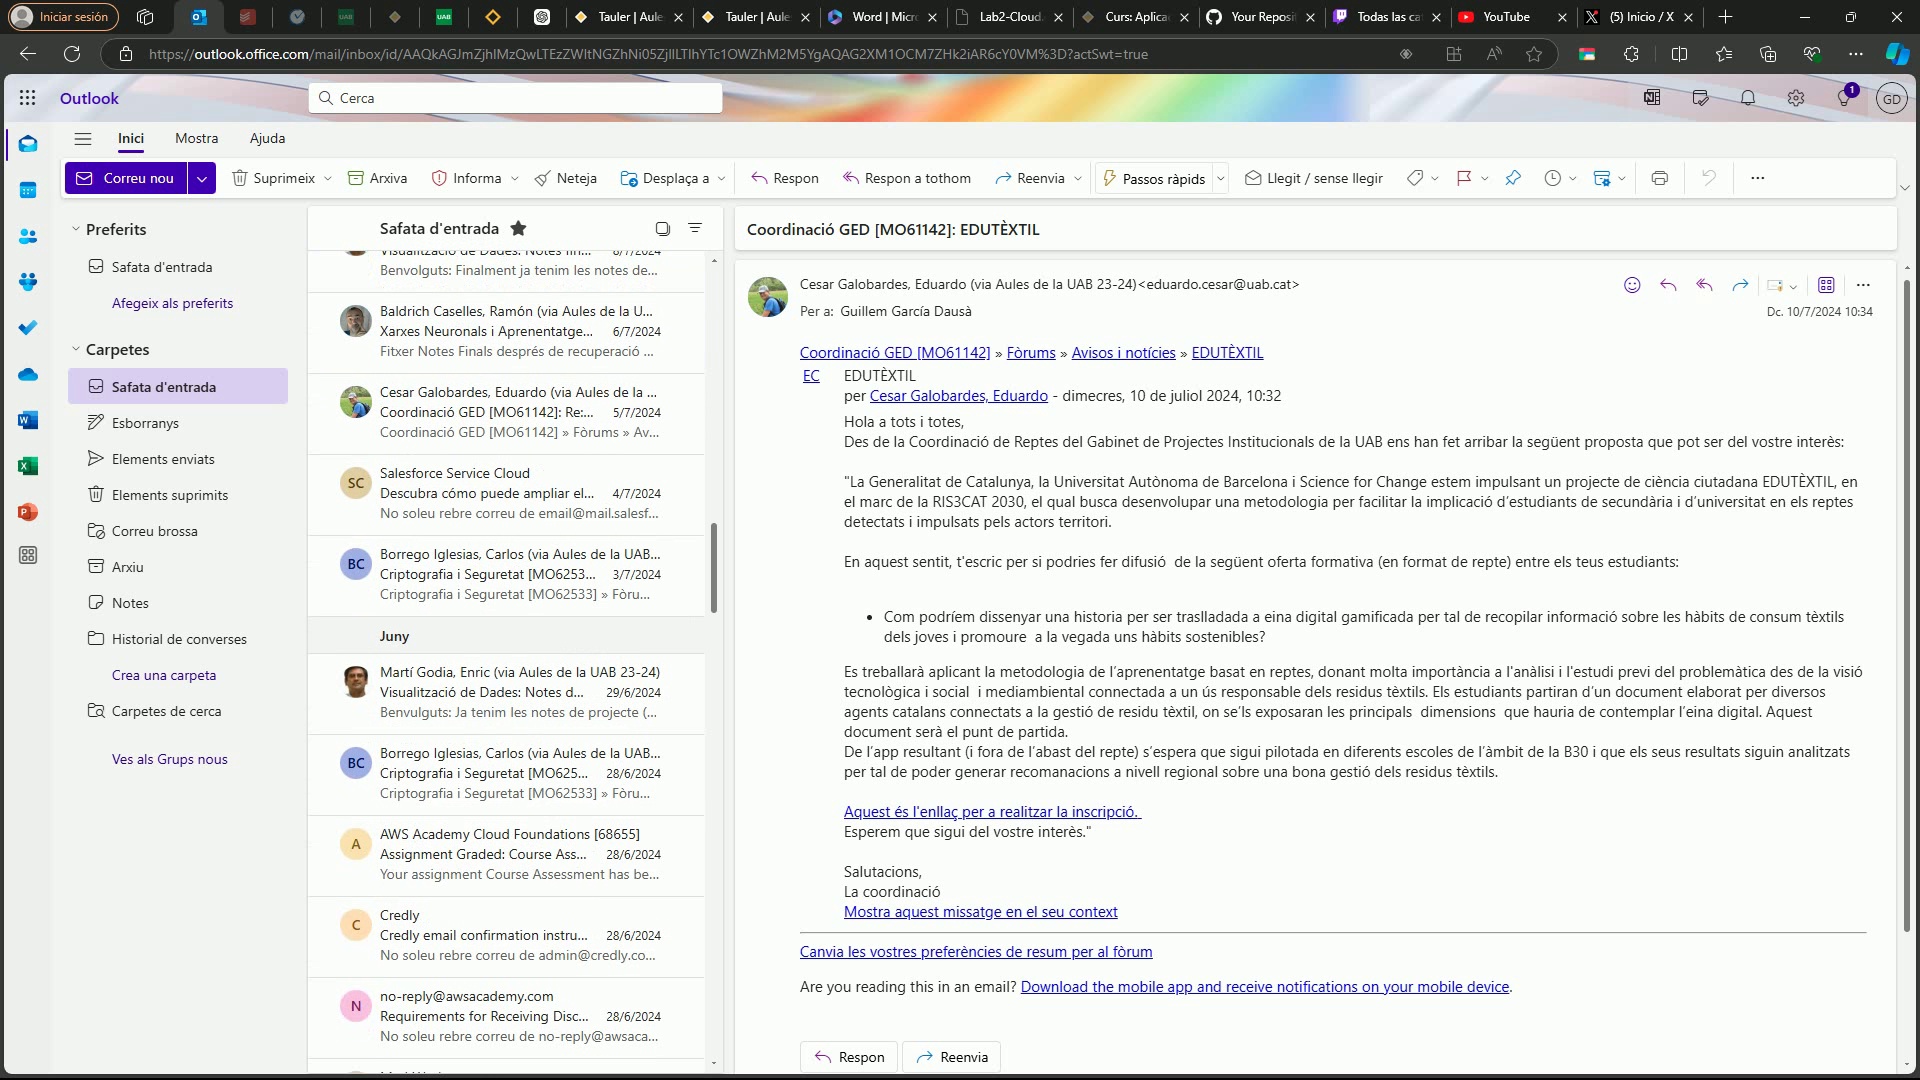 Iniciar sesión
Tauler | Aule
Tauler | Aule
Word | Micr
Lab2-Cloud
Curs: Aplica
Your Reposi
Todas las ca
YouTube
(5) Inicio / X
Outlook
Cerca
1
GD
Inici
Mostra
Ajuda
Correu nou
Suprimeix
Arxiva
Informa
Neteja
Desplaça a
Respon
Respon a tothom
Reenvia
Passos ràpids
Llegit / sense llegir
Preferits
Safata d'entrada
Afegeix als preferits
Carpetes
Safata d'entrada
Esborranys
Elements enviats
Elements suprimits
Correu brossa
Arxiu
Notes
Historial de converses
Crea una carpeta
Carpetes de cerca
Ves als Grups nous
Safata d'entrada
Visualització de Dades: Notes fin... 8/7/2024
Benvolguts: Finalment ja tenim les notes de...
Baldrich Caselles, Ramón (via Aules de la U...
Xarxes Neuronals i Aprenentatge... 6/7/2024
Fitxer Notes Finals després de recuperació ...
Cesar Galobardes, Eduardo (via Aules de la ...
Coordinació GED [MO61142]: Re:... 5/7/2024
Coordinació GED [MO61142] » Fòrums » Av...
SC
Salesforce Service Cloud
Descubra cómo puede ampliar el... 4/7/2024
No soleu rebre correu de email@mail.salesf...
BC
Borrego Iglesias, Carlos (via Aules de la UAB...
Criptografia i Seguretat [MO6253... 3/7/2024
Criptografia i Seguretat [MO62533] » Fòru...
Juny
Martí Godia, Enric (via Aules de la UAB 23-24)
Visualització de Dades: Notes d... 29/6/2024
Benvulguts: Ja tenim les notes de projecte (...
BC
Borrego Iglesias, Carlos (via Aules de la UAB...
Criptografia i Seguretat [MO625... 28/6/2024
Criptografia i Seguretat [MO62533] » Fòru...
A
AWS Academy Cloud Foundations [68655]
Assignment Graded: Course Ass... 28/6/2024
Your assignment Course Assessment has be...
C
Credly
Credly email confirmation instru... 28/6/2024
No soleu rebre correu de admin@credly.co...
N
no-reply@awsacademy.com
Requirements for Receiving Disc... 28/6/2024
No soleu rebre correu de no-reply@awsaca...
Coordinació GED [MO61142]: EDUTÈXTIL
Cesar Galobardes, Eduardo (via Aules de la UAB 23-24)<eduardo.cesar@uab.cat>
Per a: Guillem García Dausà
Dc. 10/7/2024 10:34
Coordinació GED [MO61142] » Fòrums » Avisos i notícies » EDUTÈXTIL
EC EDUTÈXTIL
per Cesar Galobardes, Eduardo - dimecres, 10 de juliol 2024, 10:32
Hola a tots i totes,
Des de la Coordinació de Reptes del Gabinet de Projectes Institucionals de la UAB ens han fet arribar la següent proposta que pot ser del vostre interès:
"La Generalitat de Catalunya, la Universitat Autònoma de Barcelona i Science for Change estem impulsant un projecte de ciència ciutadana EDUTÈXTIL, en
el marc de la RIS3CAT 2030, el qual busca desenvolupar una metodologia per facilitar la implicació d'estudiants de secundària i d'universitat en els reptes
detectats i impulsats pels actors territori.
En aquest sentit, t'escric per si podries fer difusió de la següent oferta formativa (en format de repte) entre els teus estudiants:
• Com podríem dissenyar una historia per ser traslladada a eina digital gamificada per tal de recopilar informació sobre les hàbits de consum tèxtils
dels joves i promoure a la vegada uns hàbits sostenibles?
Es treballarà aplicant la metodologia de l'aprenentatge basat en reptes, donant molta importància a l'anàlisi i l'estudi previ del problemàtica des de la visió
tecnològica i social i mediambiental connectada a un ús responsable dels residus tèxtils. Els estudiants partiran d'un document elaborat per diversos
agents catalans connectats a la gestió de residu tèxtil, on se'ls exposaran les principals dimensions que hauria de contemplar l'eina digital. Aquest
document serà el punt de partida.
De l'app resultant (i fora de l'abast del repte) s'espera que sigui pilotada en diferents escoles de l'àmbit de la B30 i que els seus resultats siguin analitzats
per tal de poder generar recomanacions a nivell regional sobre una bona gestió dels residus tèxtils.
Aquest és l'enllaç per a realitzar la inscripció.
Esperem que sigui del vostre interès."
Salutacions,
La coordinació
Mostra aquest missatge en el seu context
Canvia les vostres preferències de resum per al fòrum
Are you reading this in an email? Download the mobile app and receive notifications on your mobile device.
Respon
Reenvia